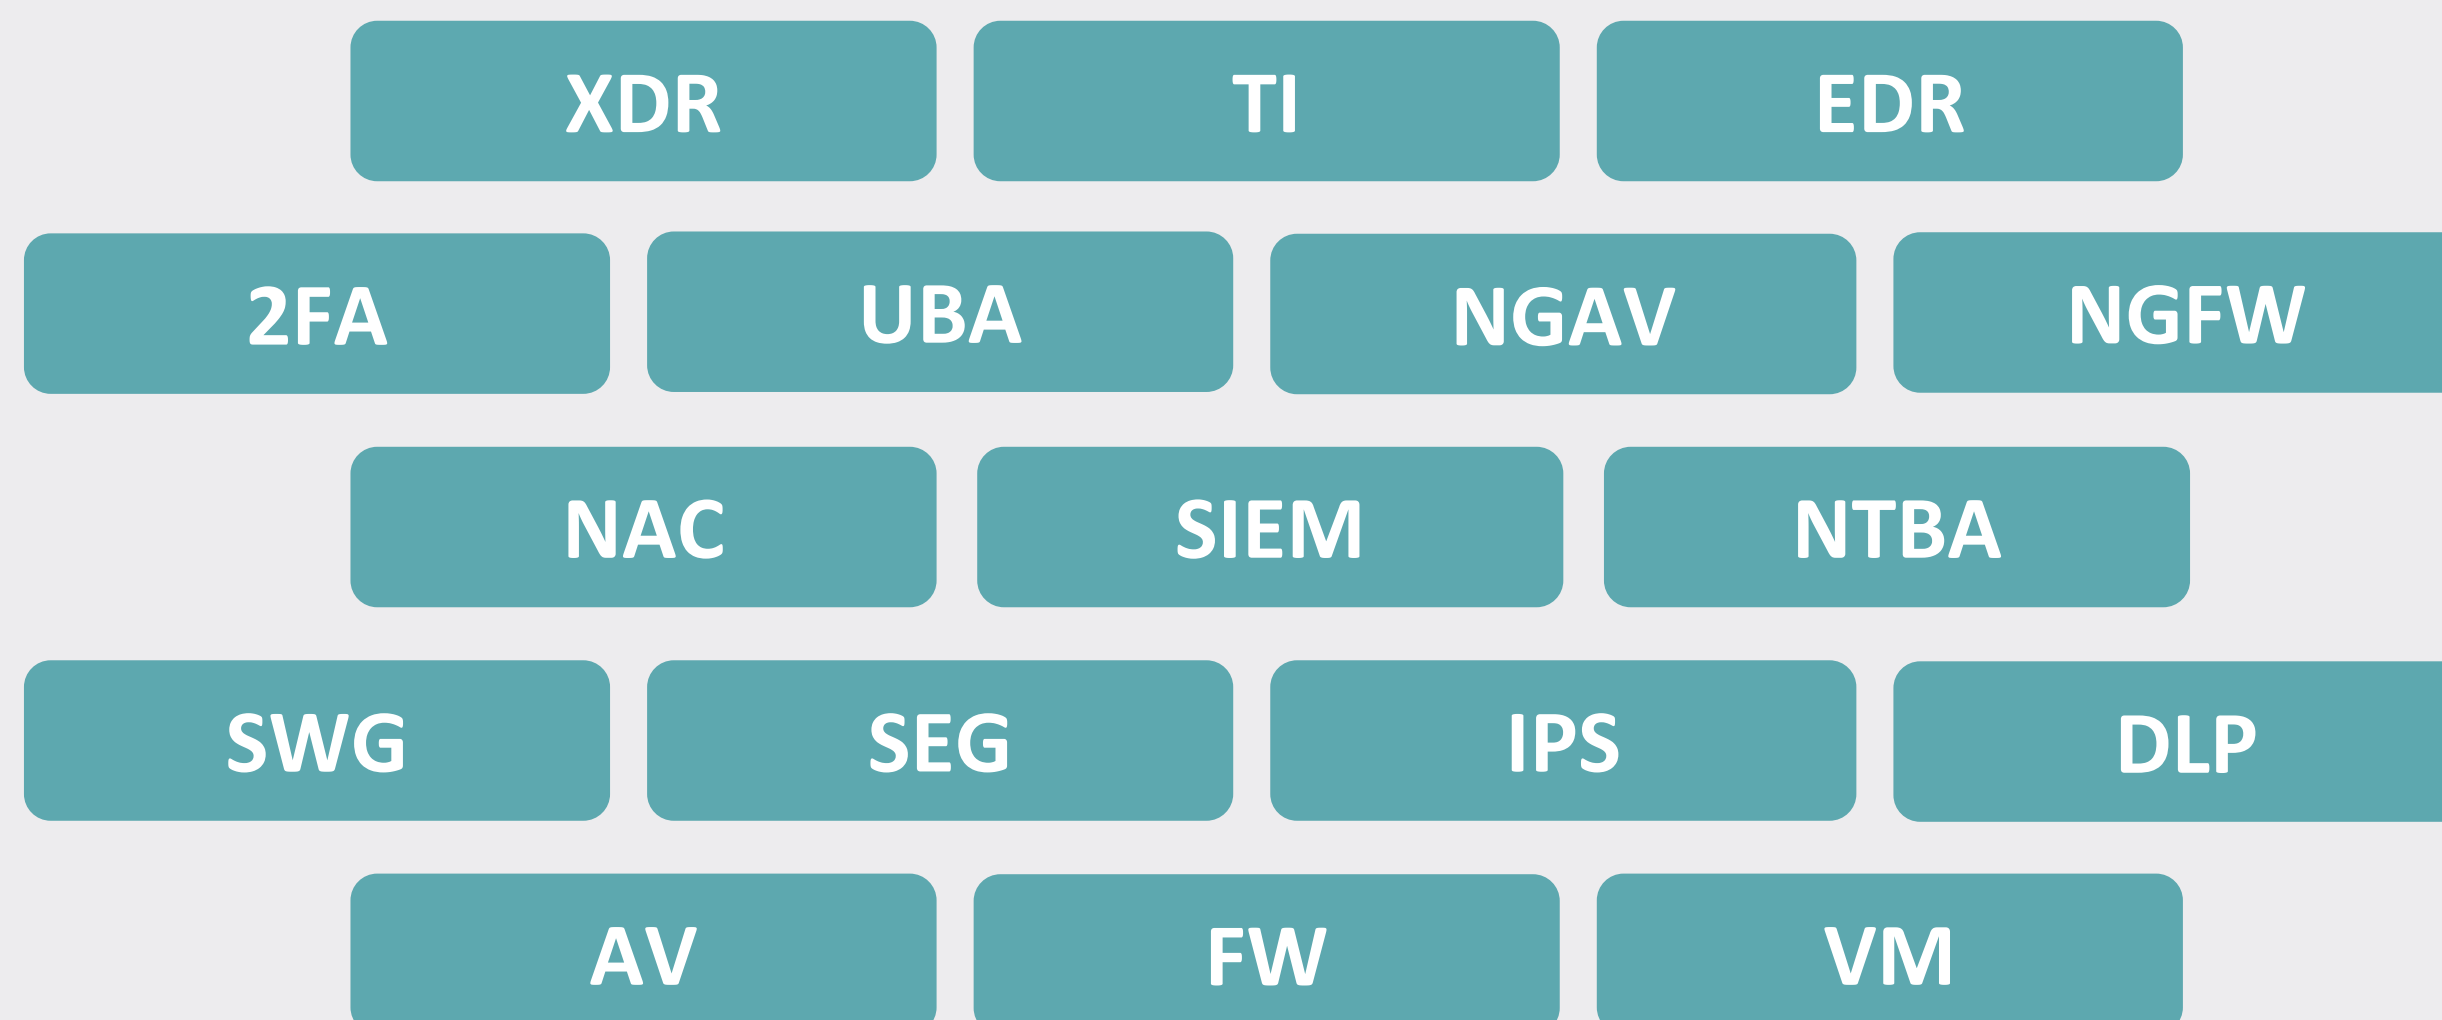 XDR TI EDR
2FA UBA NGAV NGFW
NAC SIEM NTBA
SWG SEG IPS DLP
AV FW VM